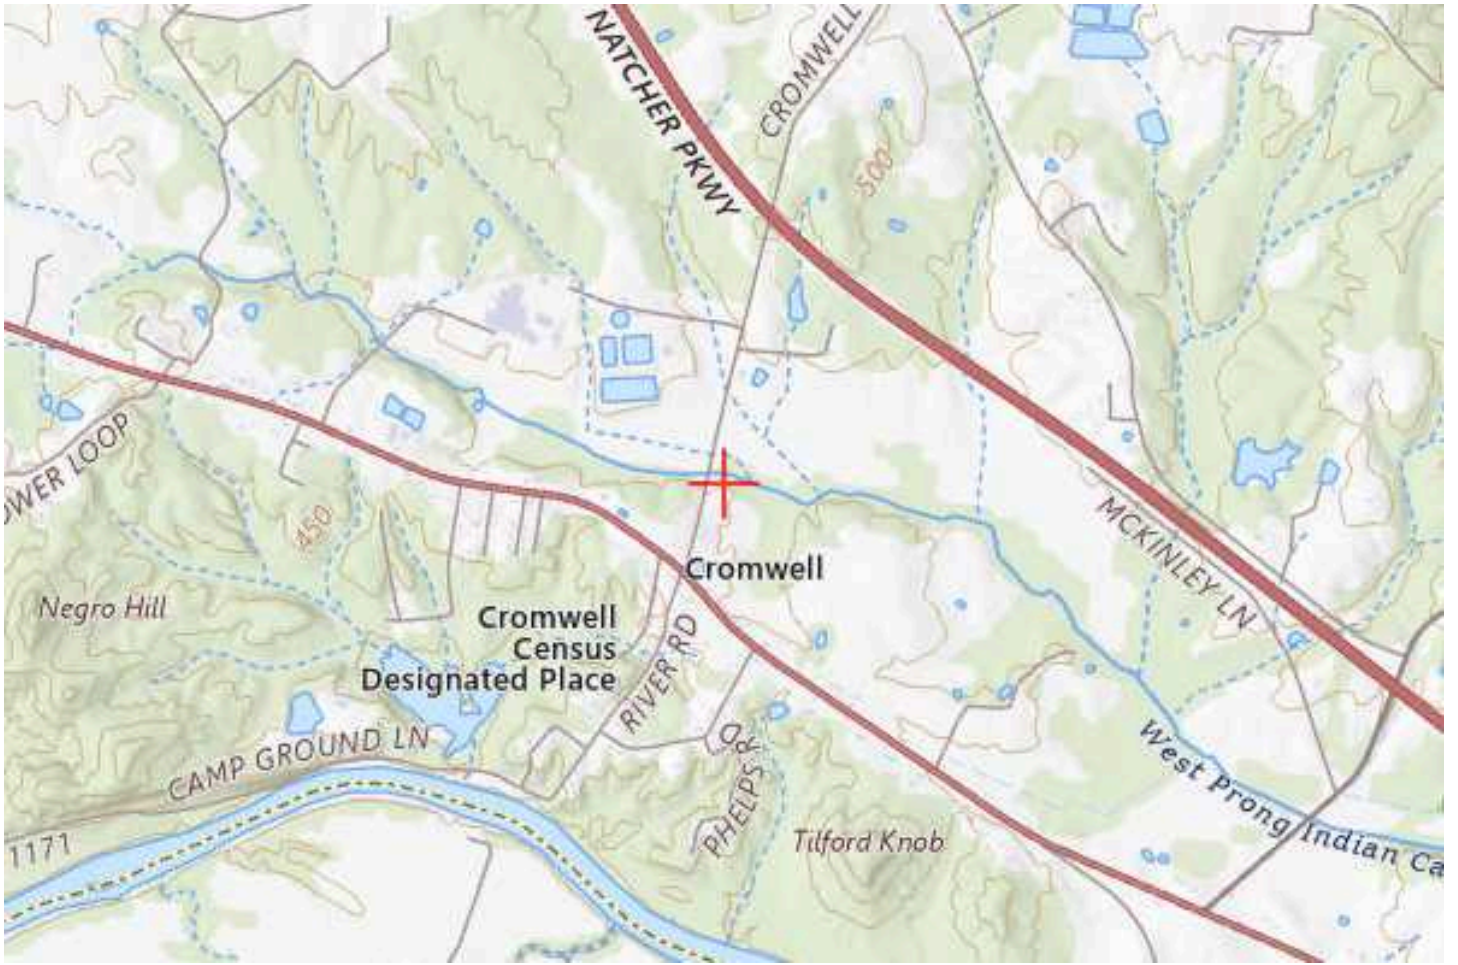 NATCHER PKWY
CROMWELL
500
OWER LOOP
450
MCKINLEY LN
Cromwell
Negro Hill
Cromwell
Census
Designated Place
RIVER RD
CAMP GROUND LN
PHELPS RD
West Prong Indian Ca
Tilford Knob
1171